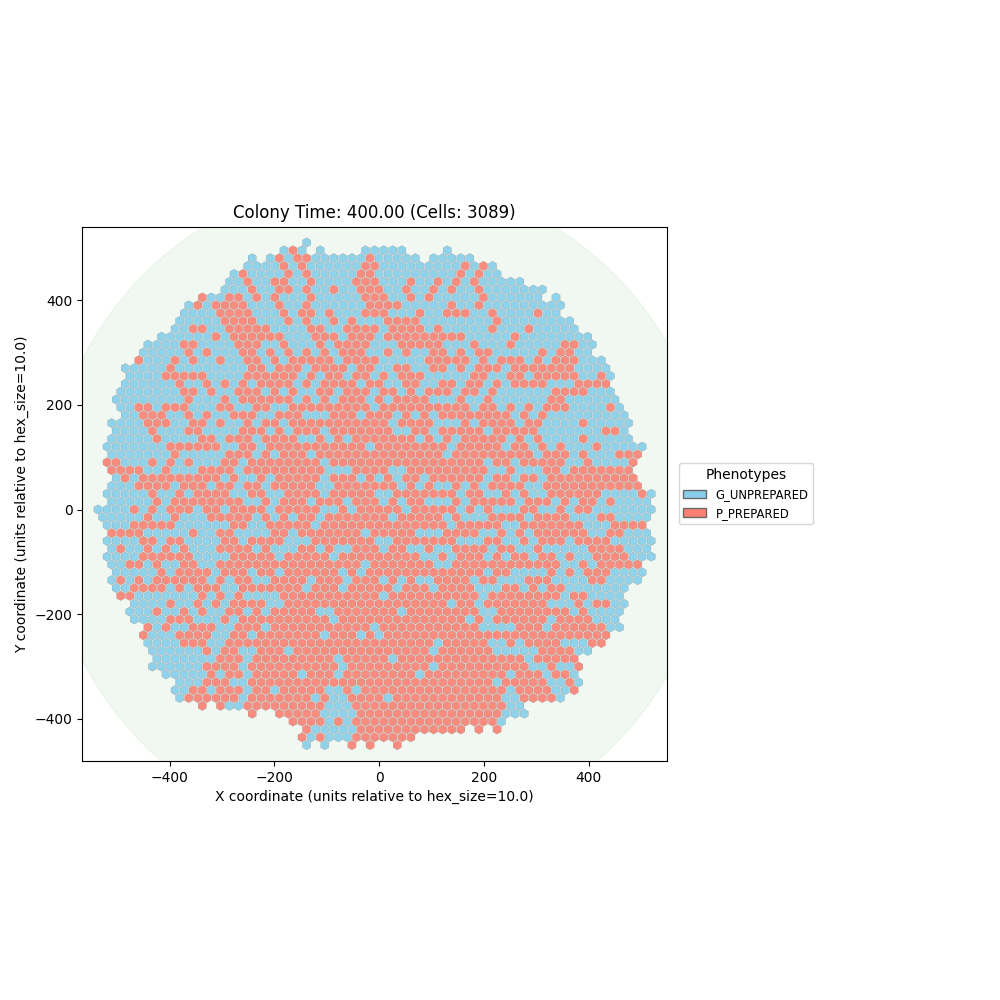 Colony Time: 400.00 (Cells: 3089)
400
200
0
−200
−400
Y coordinate (units relative to hex_size=10.0)
−400 −200 0 200 400
X coordinate (units relative to hex_size=10.0)
Phenotypes
G_UNPREPARED
P_PREPARED